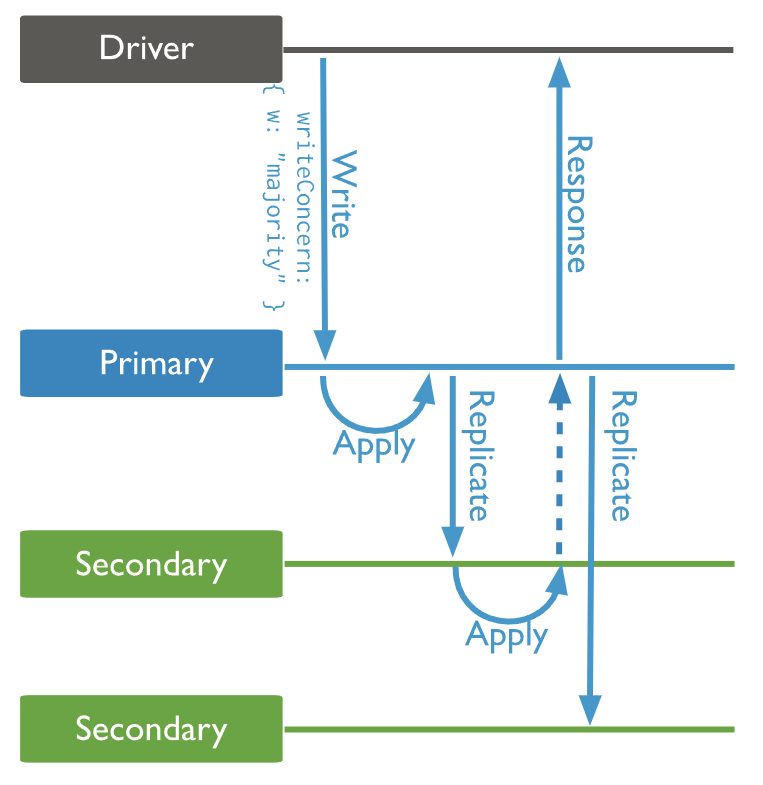 Driver
Write
writeConcern:
{ w: "majority" }
Response
Primary
Apply
Replicate
Replicate
Secondary
Apply
Secondary